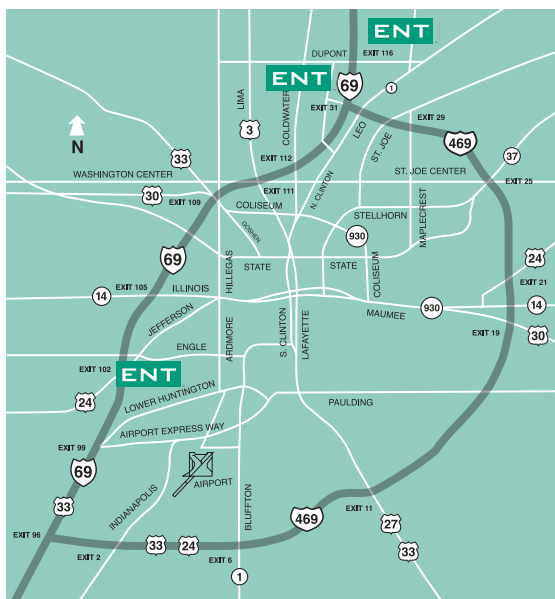 ENT
DUPONT
EXIT 116
ENT
69
1
LIMA
COLDWATER
EXIT 31
LEO
EXIT 29
3
ST. JOE
469
N
33
EXIT 112
37
WASHINGTON CENTER
ST. JOE CENTER
EXIT 25
30
EXIT 109
EXIT 111
N. CLINTON
COLISEUM
STELLHORN
MAPLECREST
GOSHEN
930
69
HILLEGAS
STATE
STATE
COLISEUM
24
EXIT 21
EXIT 105
14
ILLINOIS
930
14
MAUMEE
JEFFERSON
EXIT 19
30
ARDMORE
S. CLINTON
LAFAYETTE
ENGLE
EXIT 102
ENT
24
LOWER HUNTINGTON
PAULDING
AIRPORT EXPRESS WAY
EXIT 99
69
AIRPORT
33
INDIANAPOLIS
BLUFFTON
469
EXIT 11
27
EXIT 96
EXIT 2
33
24
EXIT 6
33
1